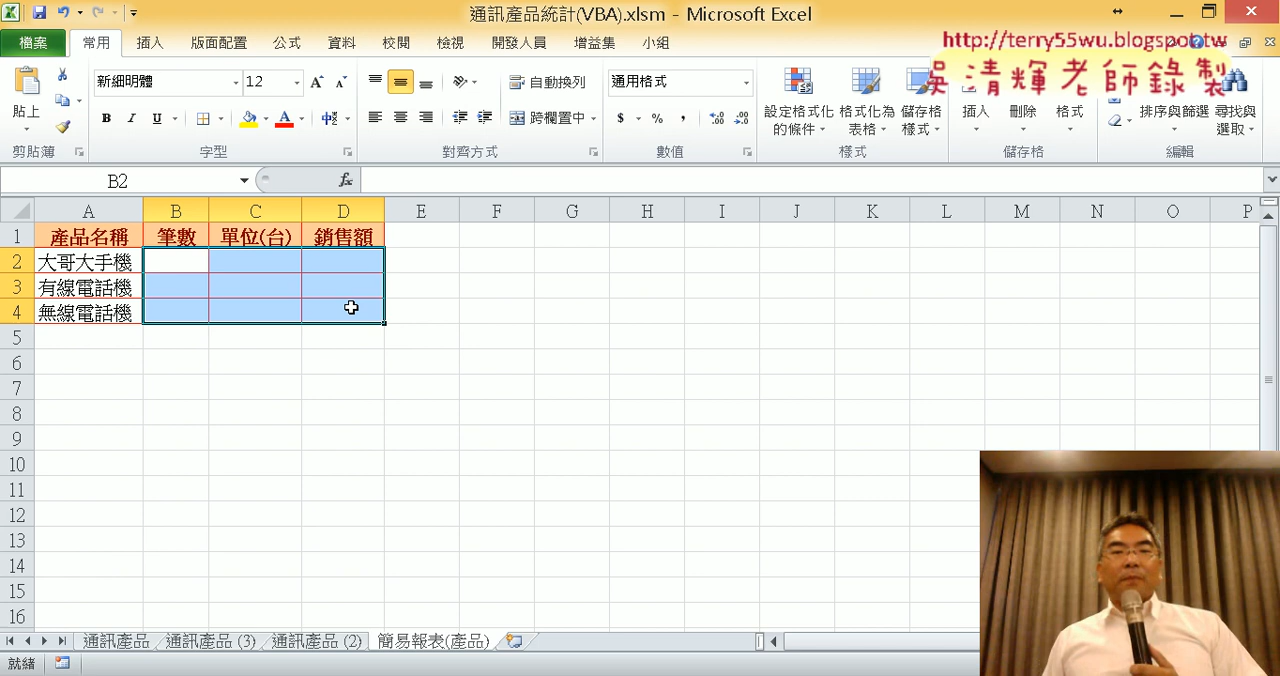 通訊產品統計(VBA).xlsm - Microsoft Excel
檔案 常用 插入 版面配置 公式 資料 校閱 檢視 開發人員 增益集 小組
http://terry55wu.blogspot.tw
吳清輝老師錄製
新細明體 12 自動換列 通用格式
貼上 B I U A 跨欄置中 $ % ,
設定格式化的條件 格式化為表格 儲存格樣式 插入 刪除 格式 排序與篩選 尋找與選取
剪貼簿 字型 對齊方式 數值 樣式 儲存格 編輯
B2 fx
A B C D E F G H I J K L M N O P
1 產品名稱 筆數 單位(台) 銷售額
2 大哥大手機
3 有線電話機
4 無線電話機
5
6
7
8
9
10
11
12
13
14
15
16
通訊產品 通訊產品 (3) 通訊產品 (2) 簡易報表(產品)
就緒